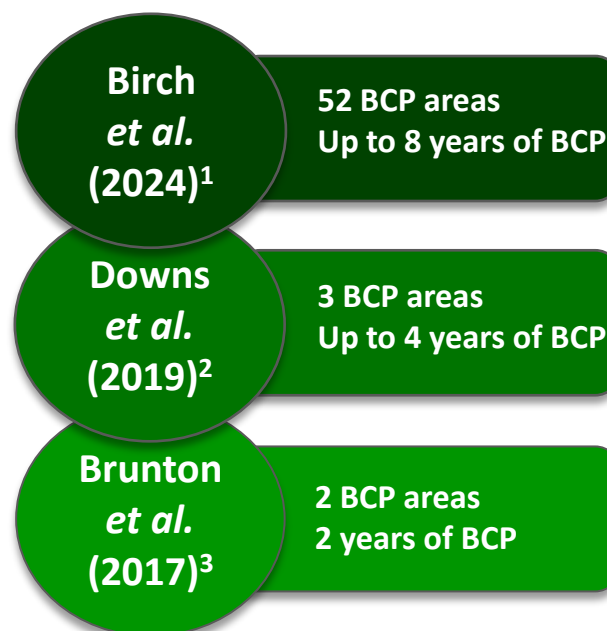 Birch
et al.
(2024)¹
52 BCP areas
Up to 8 years of BCP
Downs
et al.
(2019)²
3 BCP areas
Up to 4 years of BCP
Brunton
et al.
(2017)³
2 BCP areas
2 years of BCP